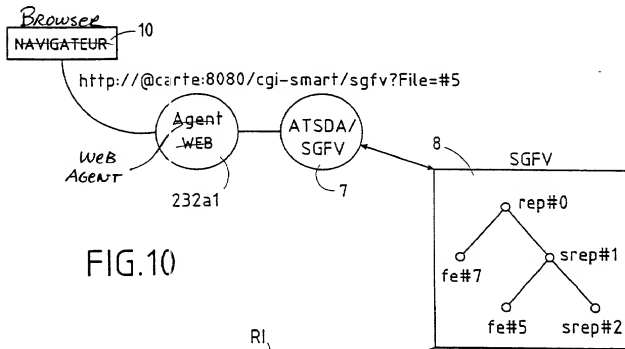 BROWSER
NAVIGATEUR
10
http://@carte:8080/cgi-smart/sgfv?File=#5
Agent
WEB
ATSDA/
SGFV
WEB
AGENT
232a1
7
8
SGFV
rep#0
fe#7
srep#1
fe#5
srep#2
FIG.10
RI